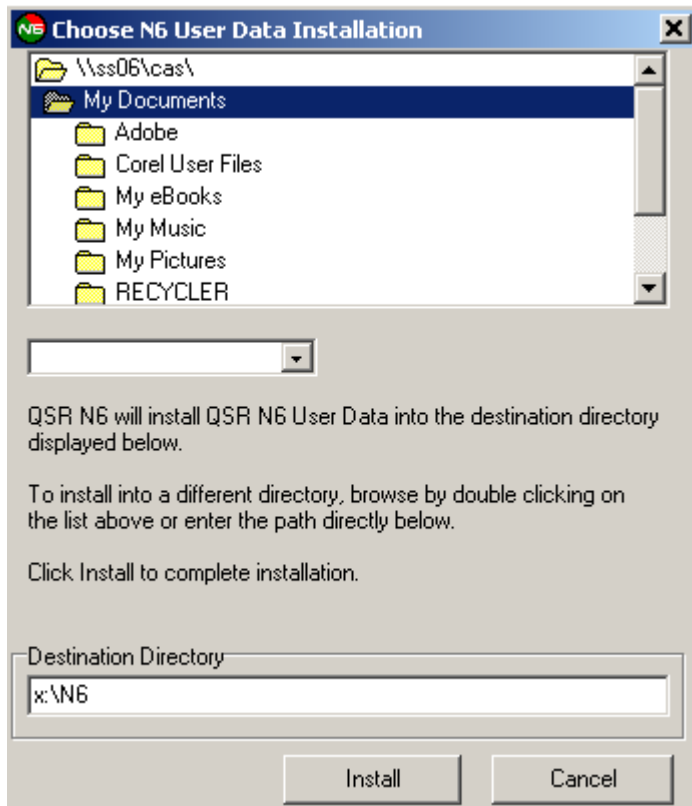 N6 Choose N6 User Data Installation
\\ss06\cas\
My Documents
Adobe
Corel User Files
My eBooks
My Music
My Pictures
RECYCLER
QSR N6 will install QSR N6 User Data into the destination directory
displayed below.
To install into a different directory, browse by double clicking on
the list above or enter the path directly below.
Click Install to complete installation.
Destination Directory
x:\N6
Install Cancel